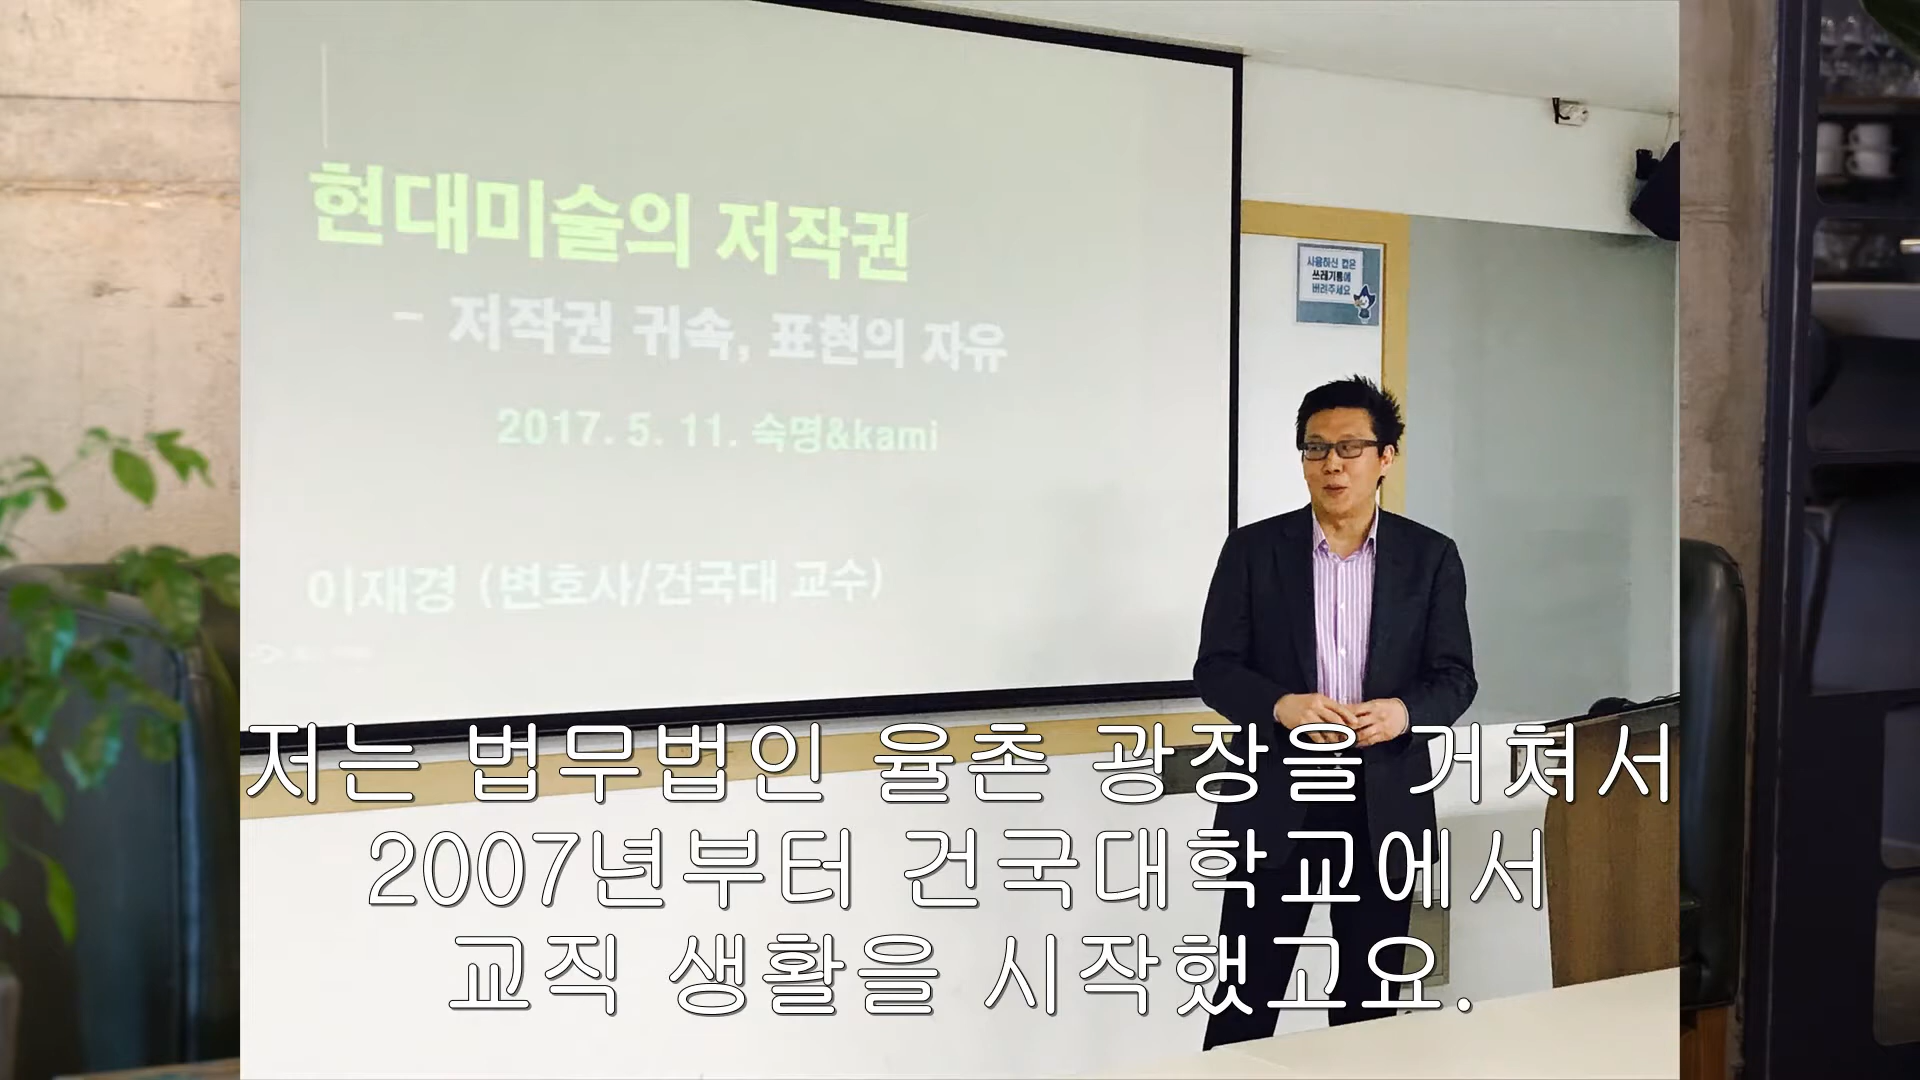 현대미술의 저작권
- 저작권 귀속, 표현의 자유
2017. 5. 11. 숙명&kami
이재경 (변호사/건국대 교수)
사용하신 컵은
쓰레기통에
버려주세요
저는 법무법인 율촌 광장을 거쳐서
2007년부터 건국대학교에서
교직 생활을 시작했고요.